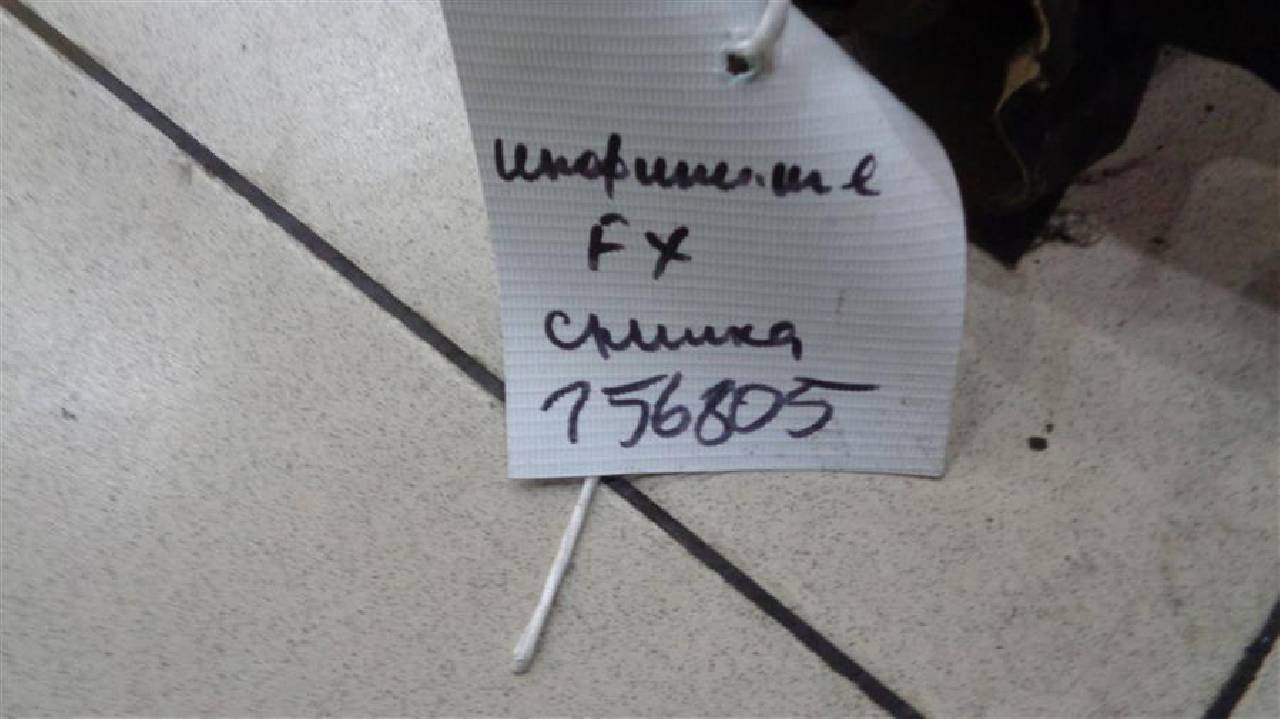 инфинити
FX
спинка
156805